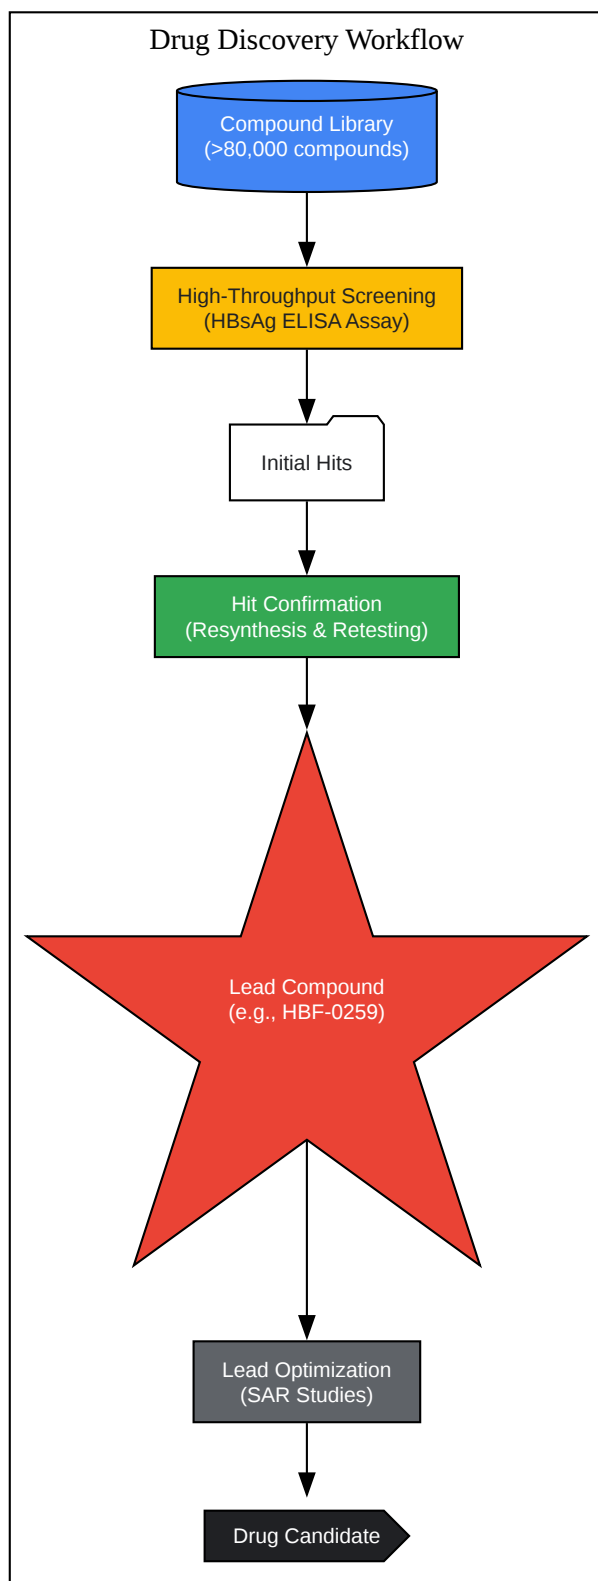 Drug Discovery Workflow
Compound Library
(>80,000 compounds)
High-Throughput Screening
(HBsAg ELISA Assay)
Initial Hits
Hit Confirmation
(Resynthesis & Retesting)
Lead Compound
(e.g., HBF-0259)
Lead Optimization
(SAR Studies)
Drug Candidate